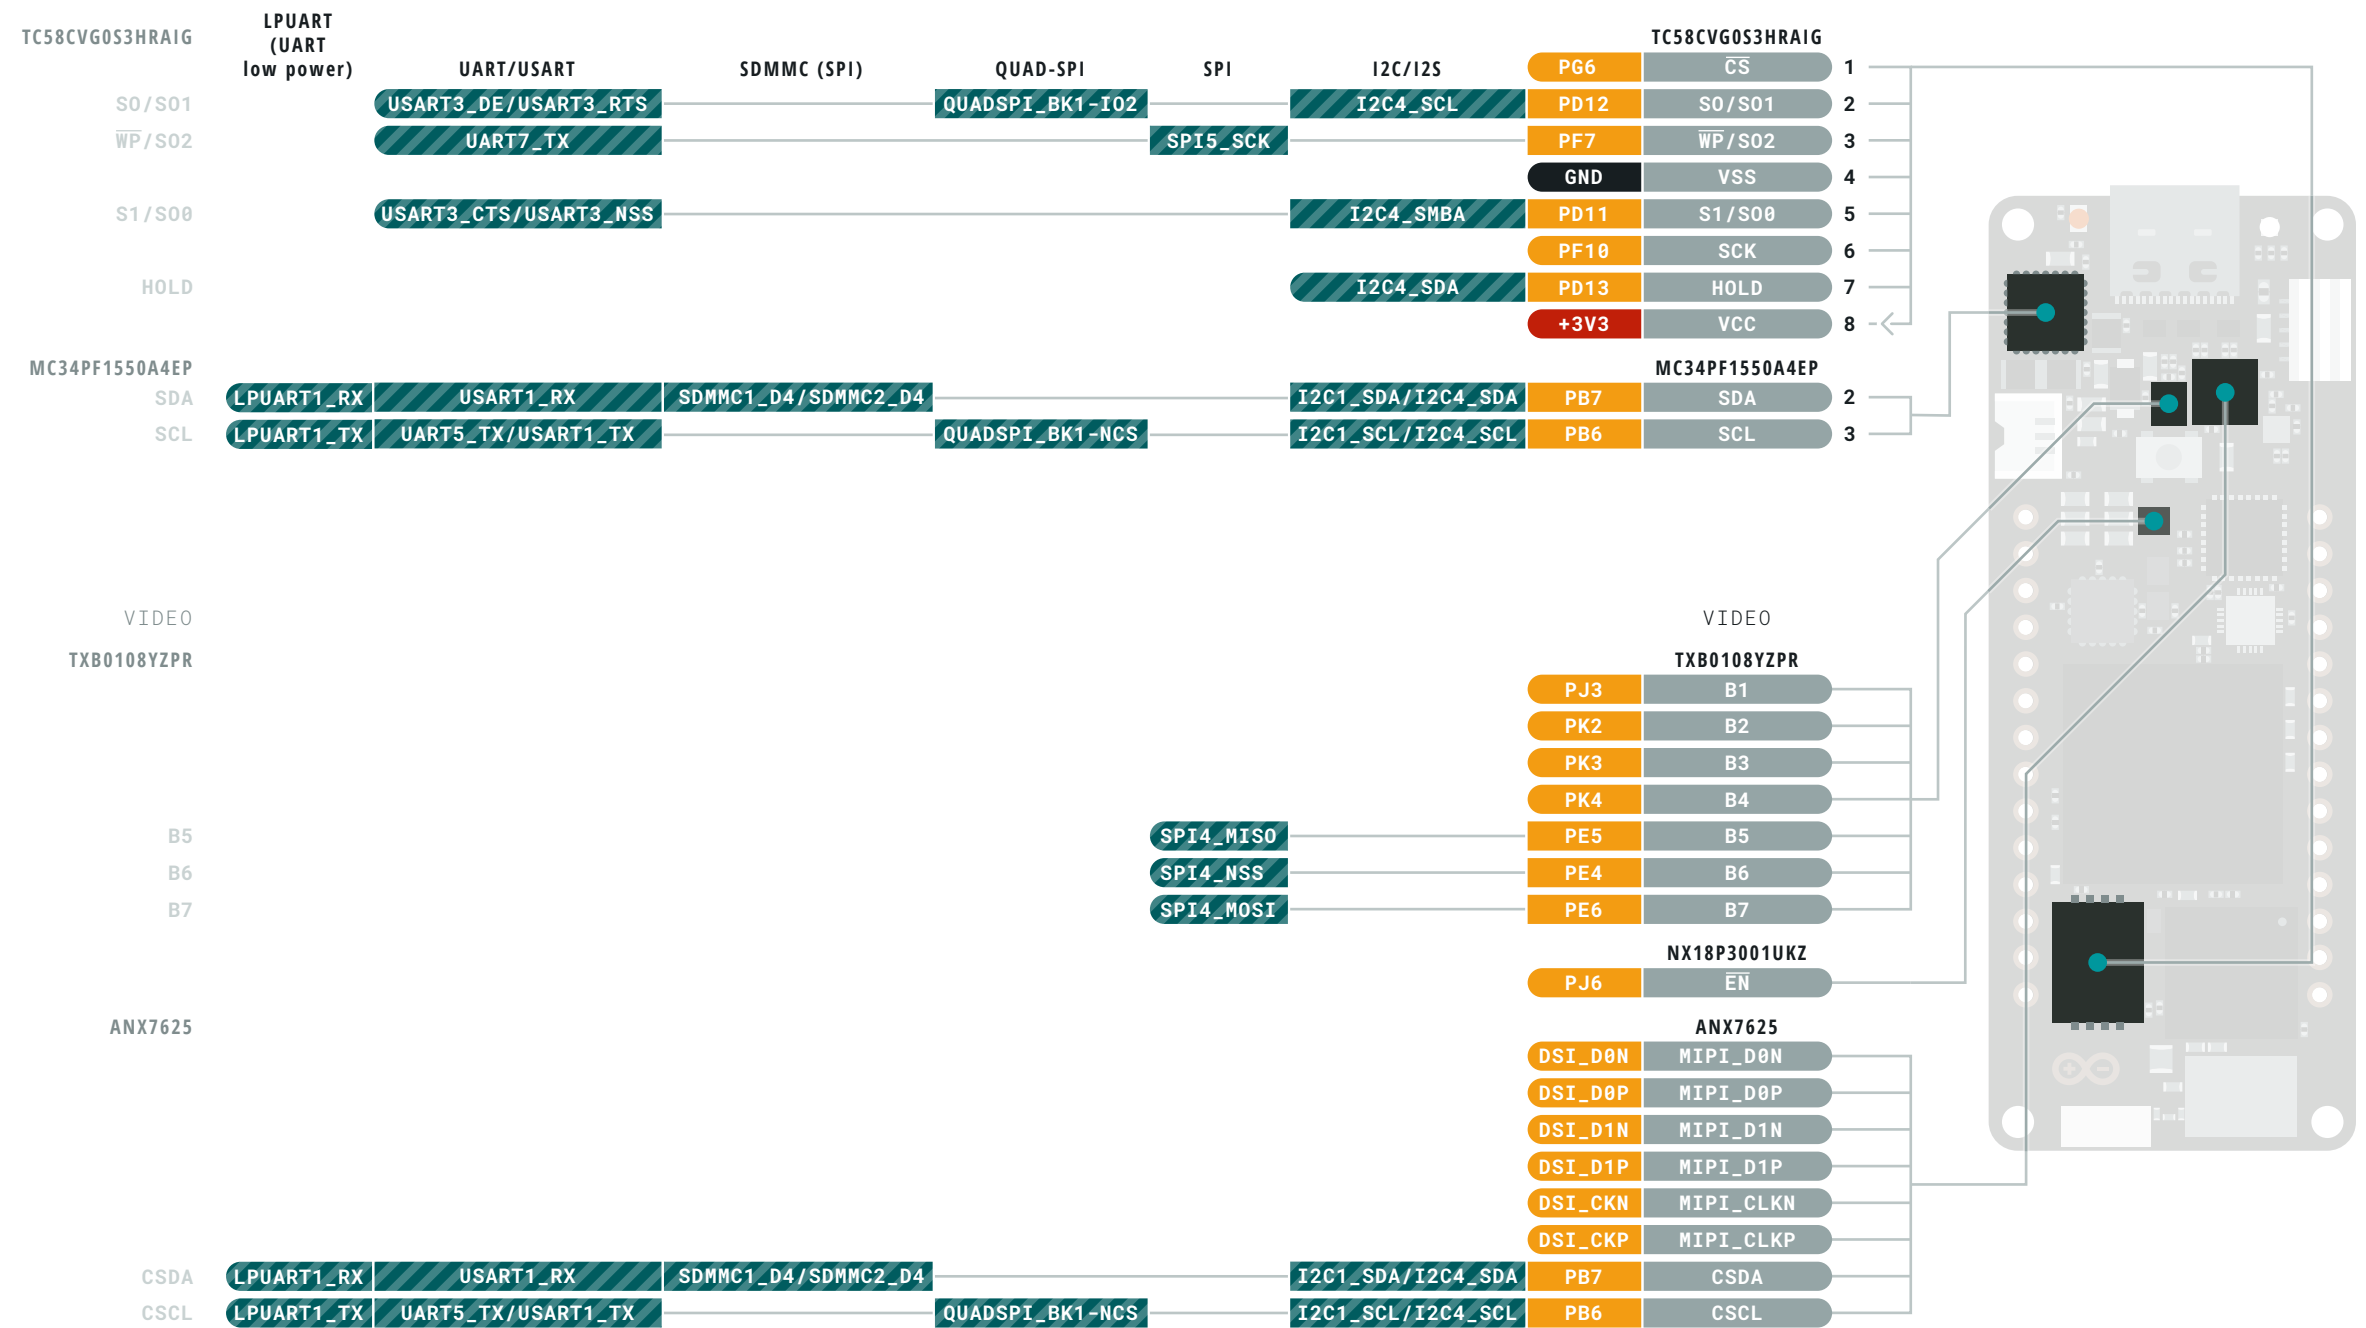 TC58CVG0S3HRAIG
LPUART
(UART
low power)
UART/USART
SDMMC (SPI)
QUAD-SPI
SPI
I2C/I2S
TC58CVG0S3HRAIG
PG6 CS 1
SO/SO1 USART3_DE/USART3_RTS QUADSPI_BK1-IO2 I2C4_SCL PD12 SO/SO1 2
WP/SO2 UART7_TX SPI5_SCK PF7 WP/SO2 3
GND VSS 4
S1/SO0 USART3_CTS/USART3_NSS I2C4_SMBA PD11 S1/SO0 5
PF10 SCK 6
HOLD I2C4_SDA PD13 HOLD 7
+3V3 VCC 8
MC34PF1550A4EP MC34PF1550A4EP
SDA LPUART1_RX USART1_RX SDMMC1_D4/SDMMC2_D4 I2C1_SDA/I2C4_SDA PB7 SDA 2
SCL LPUART1_TX UART5_TX/USART1_TX QUADSPI_BK1-NCS I2C1_SCL/I2C4_SCL PB6 SCL 3
VIDEO VIDEO
TXB0108YZPR TXB0108YZPR
PJ3 B1
PK2 B2
PK3 B3
PK4 B4
B5 SPI4_MISO PE5 B5
B6 SPI4_NSS PE4 B6
B7 SPI4_MOSI PE6 B7
NX18P3001UKZ
PJ6 EN
ANX7625 ANX7625
DSI_D0N MIPI_D0N
DSI_D0P MIPI_D0P
DSI_D1N MIPI_D1N
DSI_D1P MIPI_D1P
DSI_CKN MIPI_CLKN
DSI_CKP MIPI_CLKP
CSDA LPUART1_RX USART1_RX SDMMC1_D4/SDMMC2_D4 I2C1_SDA/I2C4_SDA PB7 CSDA
CSCL LPUART1_TX UART5_TX/USART1_TX QUADSPI_BK1-NCS I2C1_SCL/I2C4_SCL PB6 CSCL